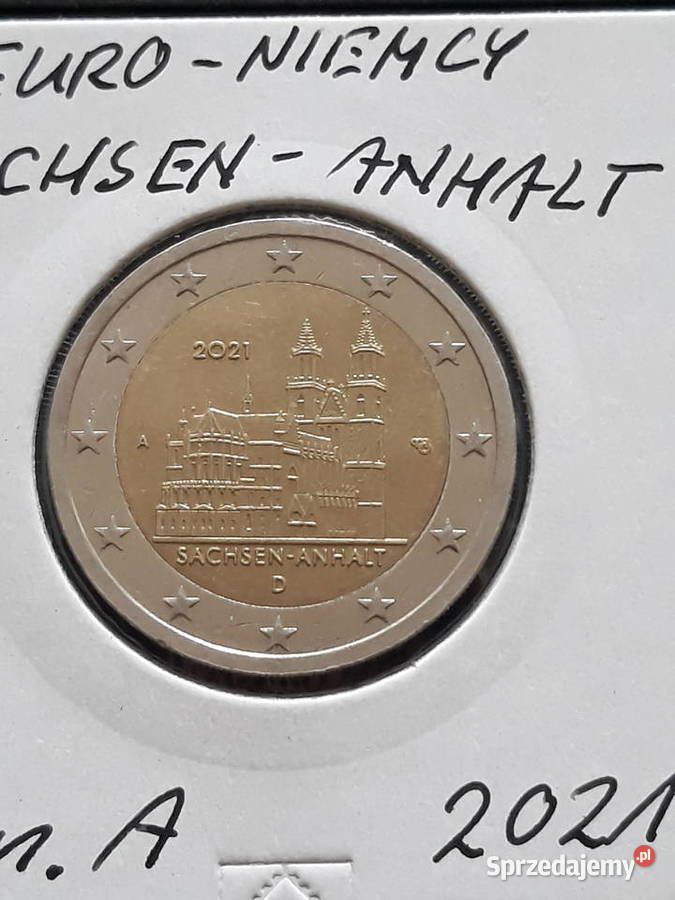 EURO - NIEMCY
CHSEN - ANHALT
2021
A
SACHSEN-ANHALT
D
n. A 2021
Sprzedajemy.pl